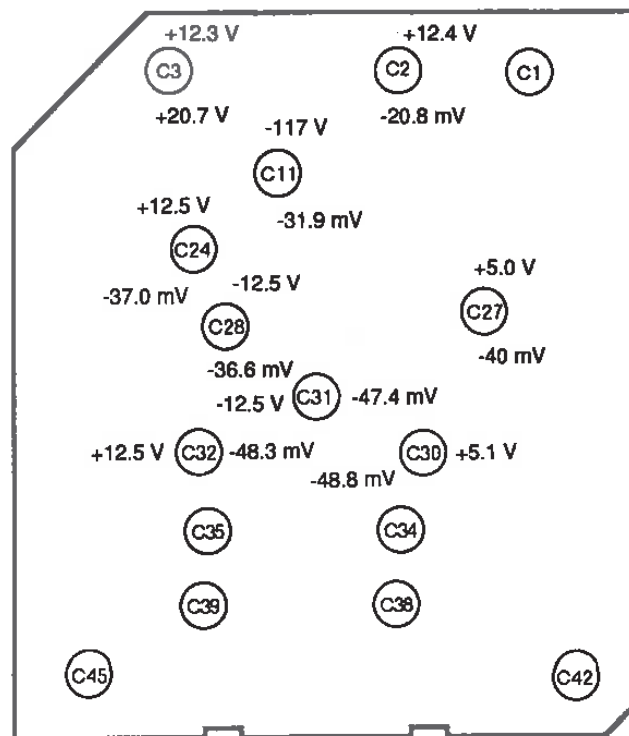 +12.3 V
+12.4 V
C3
C2
C1
+20.7 V
-20.8 mV
-117 V
C11
+12.5 V
-31.9 mV
C24
-12.5 V
+5.0 V
-37.0 mV
C28
C27
-36.6 mV
-40 mV
-12.5 V
C31
-47.4 mV
+12.5 V
C32
-48.3 mV
C30
+5.1 V
-48.8 mV
C35
C34
C39
C38
C45
C42